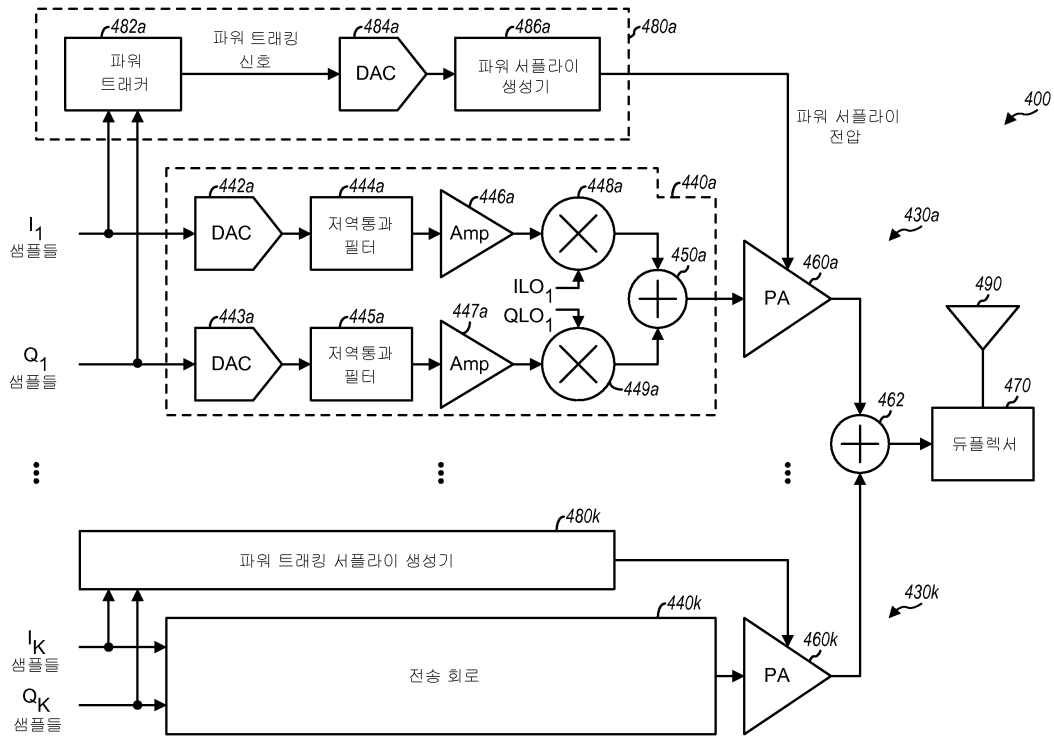 482a
파워
트래커
파워 트래킹
신호
484a
DAC
486a
파워 서플라이
생성기
480a
파워 서플라이
전압
400
I1
샘플들
442a
DAC
444a
저역통과
필터
446a
Amp
448a
440a
ILO1
450a
430a
460a
PA
Q1
샘플들
443a
DAC
445a
저역통과
필터
447a
Amp
QLO1
449a
490
462
470
듀플렉서
480k
파워 트래킹 서플라이 생성기
IK
샘플들
QK
샘플들
440k
전송 회로
460k
PA
430k